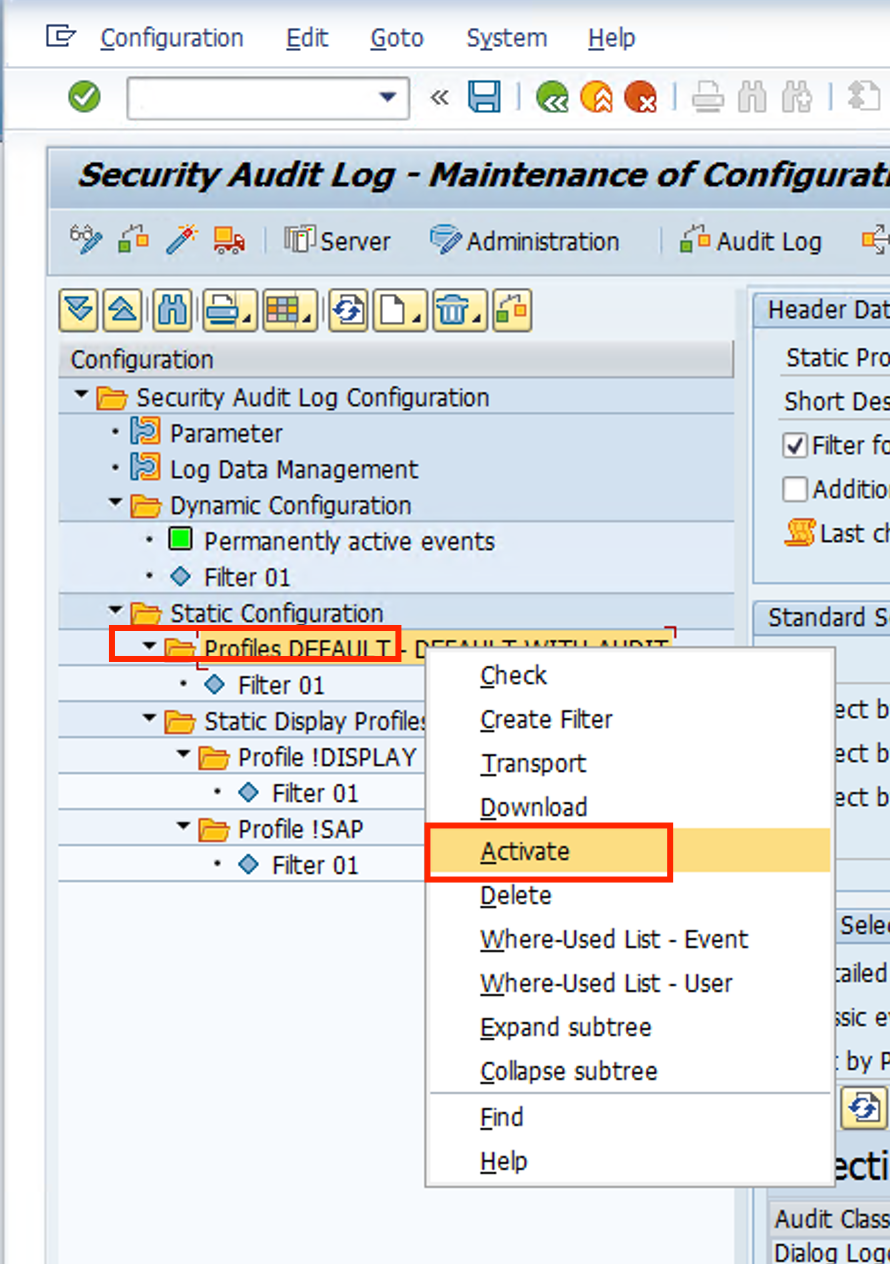 Configuration Edit Goto System Help
Security Audit Log - Maintenance of Configurati
Server Administration Audit Log
Configuration
Security Audit Log Configuration
Parameter
Log Data Management
Dynamic Configuration
Permanently active events
Filter 01
Static Configuration
Profiles DEFAULT - DEFAULT WITH AUDIT
Filter 01
Static Display Profiles
Profile !DISPLAY
Filter 01
Profile !SAP
Filter 01
Check
Create Filter
Transport
Download
Activate
Delete
Where-Used List - Event
Where-Used List - User
Expand subtree
Collapse subtree
Find
Help
Header Dat
Static Pro
Short Des
Filter fo
Additio
Last ch
Standard S
ect b
ect b
ect b
Sele
ailed
ssic e
t by P
ecti
Audit Class
Dialog Logo